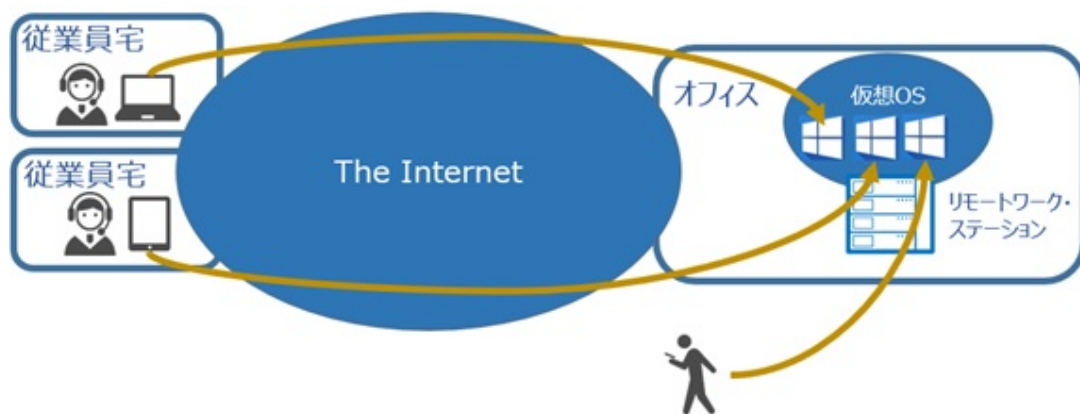 従業員宅
従業員宅
The Internet
オフィス
仮想OS
リモートワーク・
ステーション